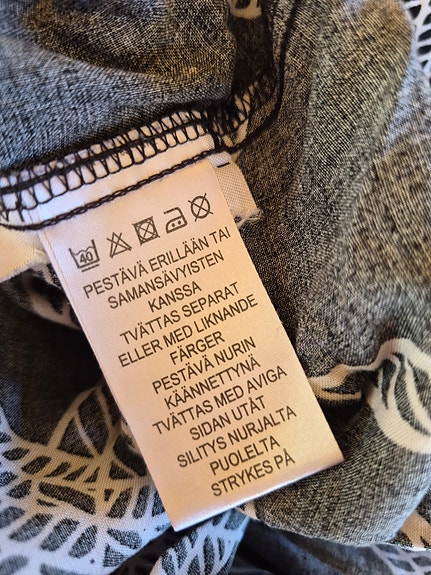 40
PESTÄVÄ ERILLÄÄN TAI
SAMANSÄVYISTEN
KANSSA
TVÄTTAS SEPARAT
ELLER MED LIKNANDE
FÄRGER
PESTÄVÄ NURIN
KÄÄNNETTYNÄ
TVÄTTAS MED AVIGA
SIDAN UTÅT
SILITYS NURJALTA
PUOLELTA
STRYKES PÅ